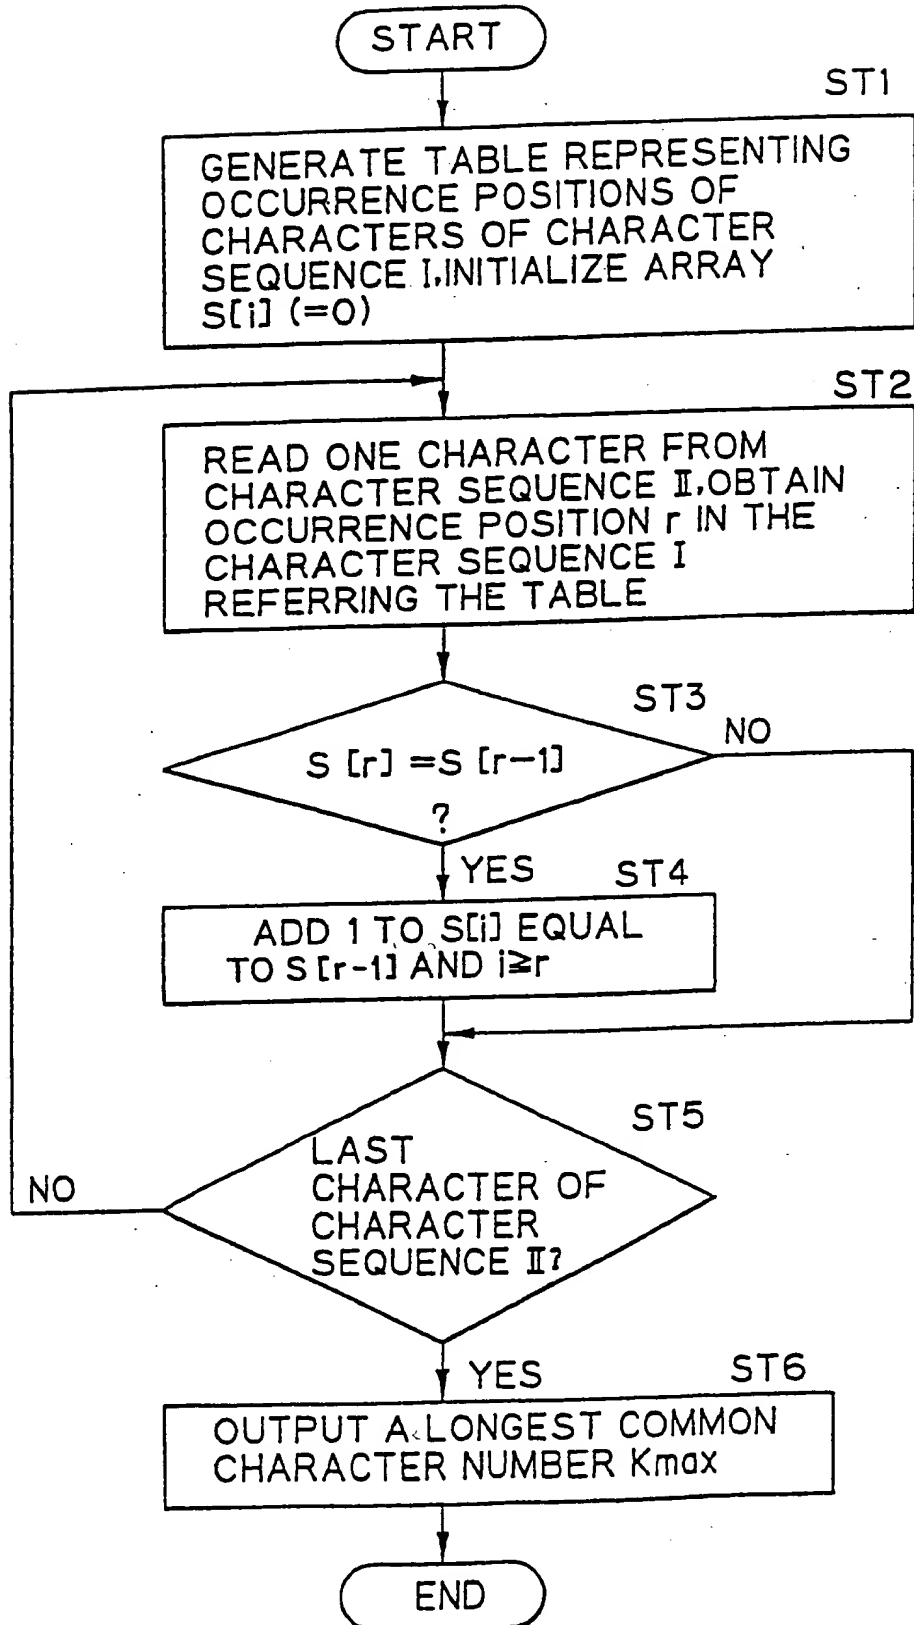 START
ST1
GENERATE TABLE REPRESENTING
OCCURRENCE POSITIONS OF
CHARACTERS OF CHARACTER
SEQUENCE I,INITIALIZE ARRAY
S[i] (=0)
ST2
READ ONE CHARACTER FROM
CHARACTER SEQUENCE II,OBTAIN
OCCURRENCE POSITION r IN THE
CHARACTER SEQUENCE I
REFERRING THE TABLE
ST3
NO
S [r] =S [r-1]
?
YES
ST4
ADD 1 TO S[i] EQUAL
TO S [r-1] AND i≧r
ST5
LAST
CHARACTER OF
CHARACTER
SEQUENCE II?
NO
YES
ST6
OUTPUT A LONGEST COMMON
CHARACTER NUMBER Kmax
END